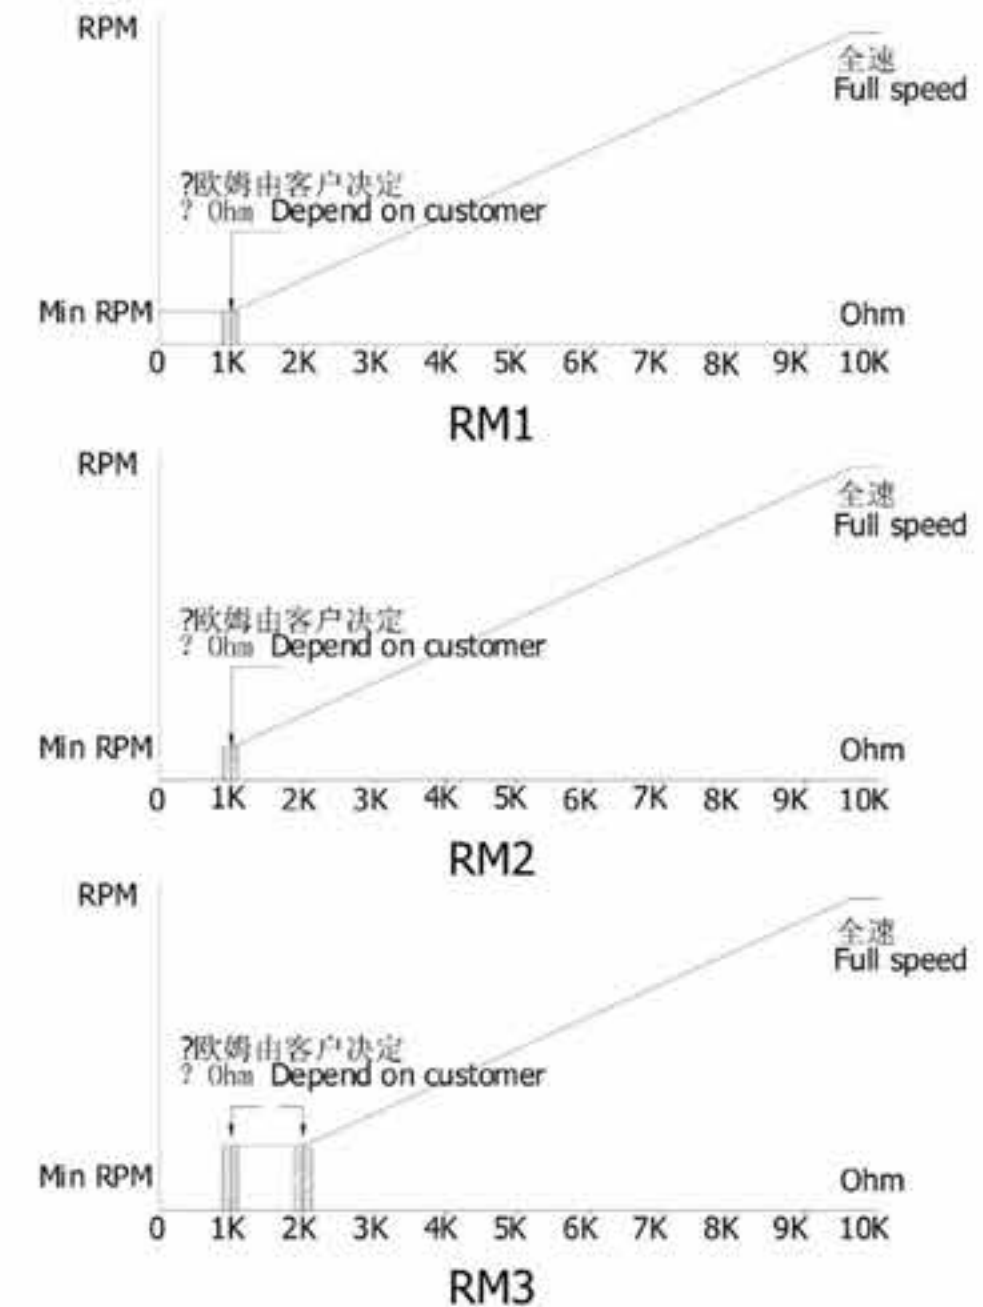 RPM
全速
Full speed
?欧姆由客户决定
? Ohm Depend on customer
Min RPM
Ohm
0 1K 2K 3K 4K 5K 6K 7K 8K 9K 10K
RM1
RPM
全速
Full speed
?欧姆由客户决定
? Ohm Depend on customer
Min RPM
Ohm
0 1K 2K 3K 4K 5K 6K 7K 8K 9K 10K
RM2
RPM
全速
Full speed
?欧姆由客户决定
? Ohm Depend on customer
Min RPM
Ohm
0 1K 2K 3K 4K 5K 6K 7K 8K 9K 10K
RM3